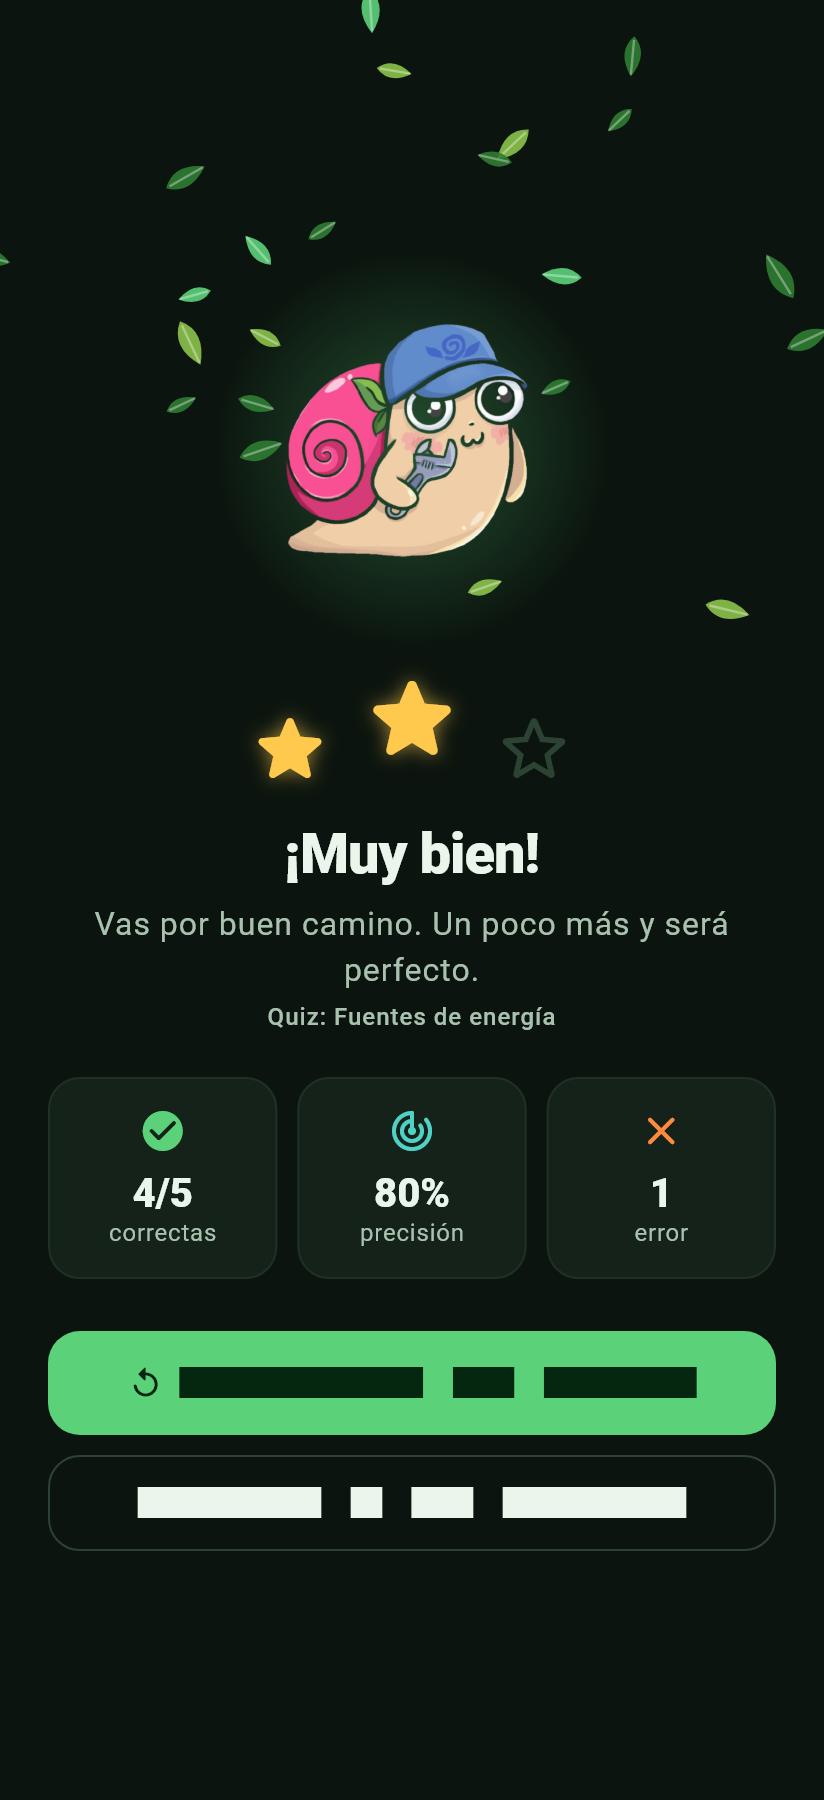 ¡Muy bien!
Vas por buen camino. Un poco más y será
perfecto.
Quiz: Fuentes de energía
4/5
80%
1
correctas
precisión
error